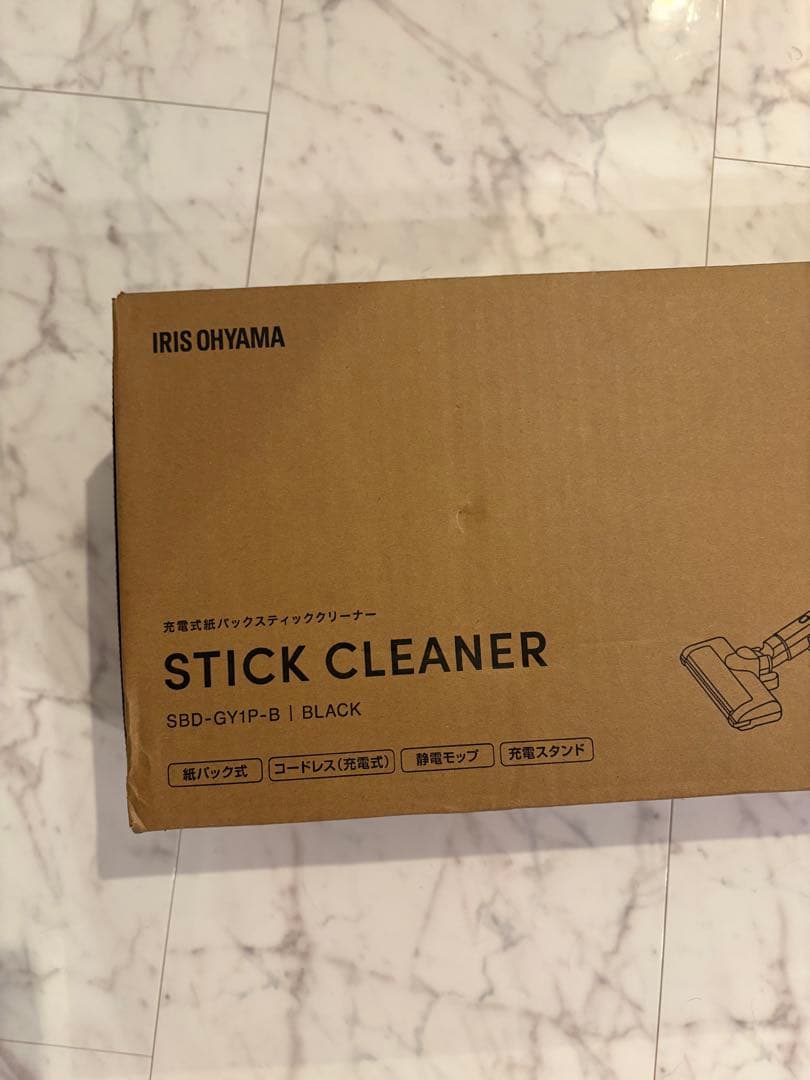 IRIS OHYAMA
充電式紙パックスティッククリーナー
STICK CLEANER
SBD-GY1P-B | BLACK
紙パック式 コードレス(充電式) 静電モップ 充電スタンド